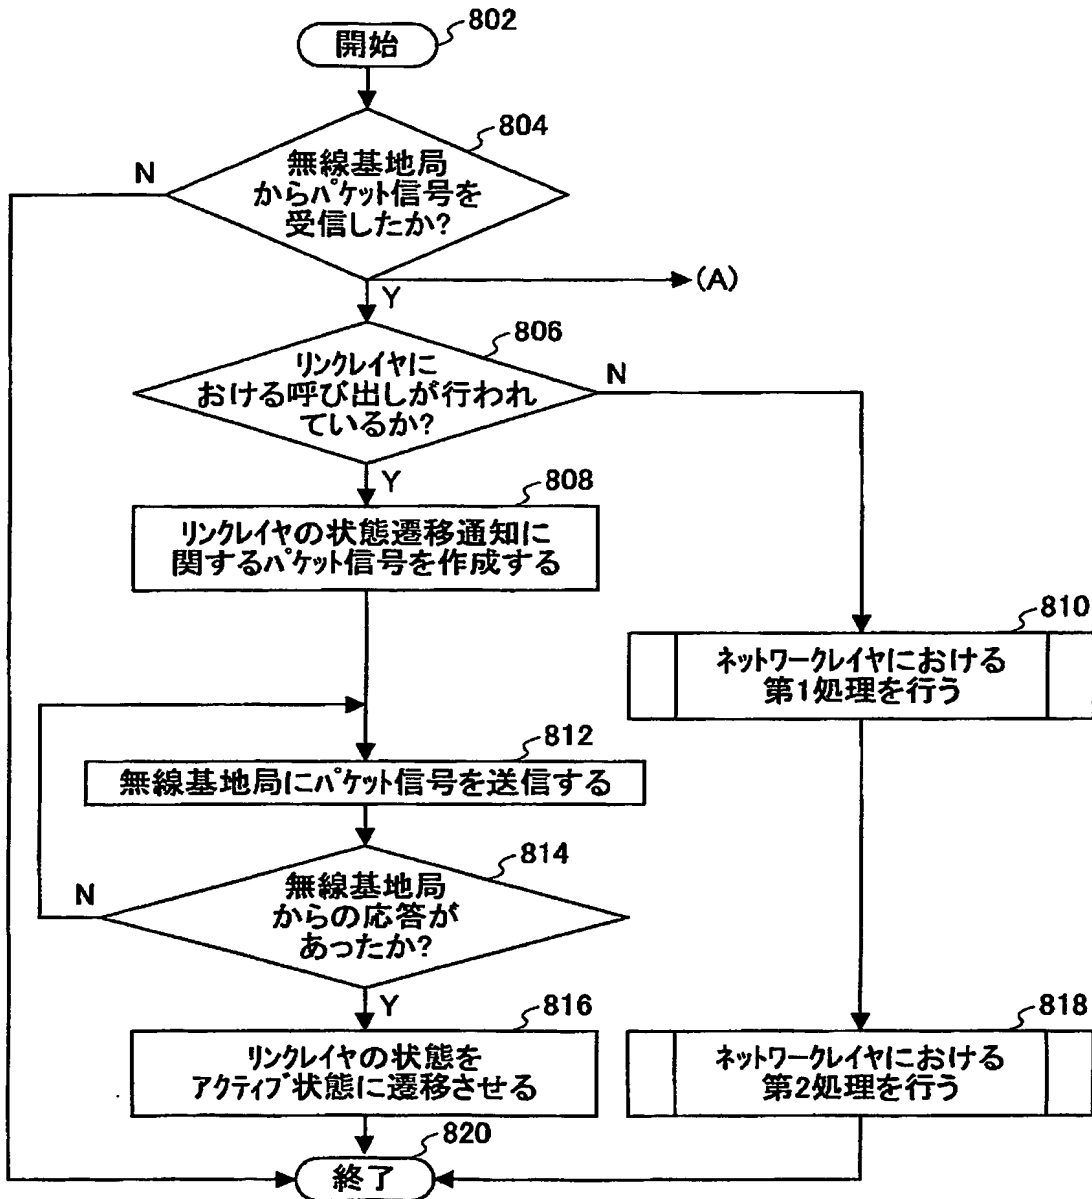 802
開始
804
無線基地局
からパケット信号を
受信したか?
N
(A)
Y
806
リンクレイヤに
おける呼び出しが行われ
ているか?
N
Y
808
リンクレイヤの状態遷移通知に
関するパケット信号を作成する
810
ネットワークレイヤにおける
第1処理を行う
812
無線基地局にパケット信号を送信する
814
無線基地局
からの応答が
あったか?
N
Y
816
リンクレイヤの状態を
アクティブ状態に遷移させる
818
ネットワークレイヤにおける
第2処理を行う
820
終了